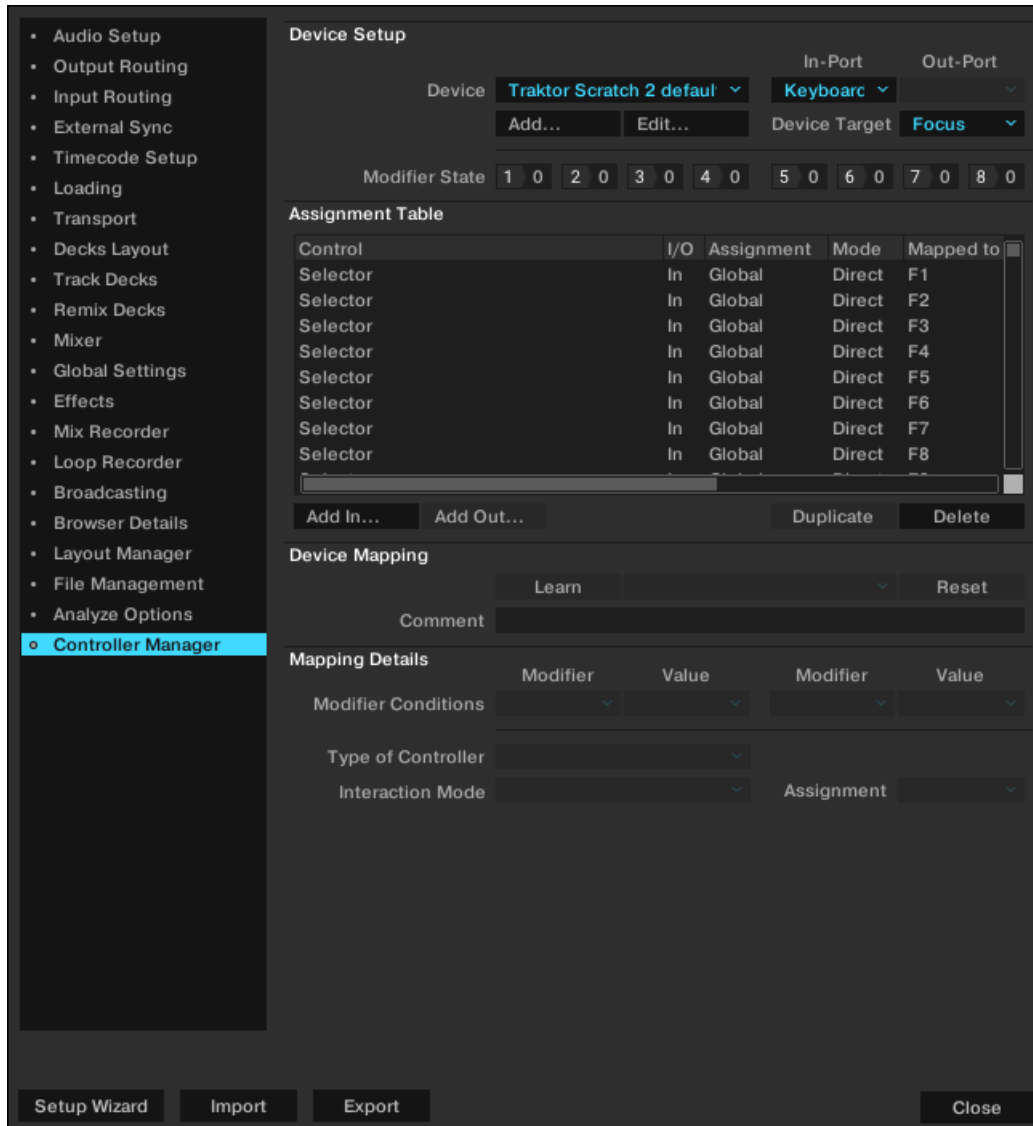 Audio Setup
Output Routing
Input Routing
External Sync
Timecode Setup
Loading
Transport
Decks Layout
Track Decks
Remix Decks
Mixer
Global Settings
Effects
Mix Recorder
Loop Recorder
Broadcasting
Browser Details
Layout Manager
File Management
Analyze Options
Controller Manager
Device Setup
In-Port Out-Port
Device Traktor Scratch 2 defaul Keyboarc
Add... Edit... Device Target Focus
Modifier State 1 0 2 0 3 0 4 0 5 0 6 0 7 0 8 0
Assignment Table
Control I/O Assignment Mode Mapped to
Selector In Global Direct F1
Selector In Global Direct F2
Selector In Global Direct F3
Selector In Global Direct F4
Selector In Global Direct F5
Selector In Global Direct F6
Selector In Global Direct F7
Selector In Global Direct F8
Add In... Add Out... Duplicate Delete
Device Mapping
Learn Reset
Comment
Mapping Details
Modifier Value Modifier Value
Modifier Conditions
Type of Controller
Interaction Mode Assignment
Setup Wizard Import Export Close